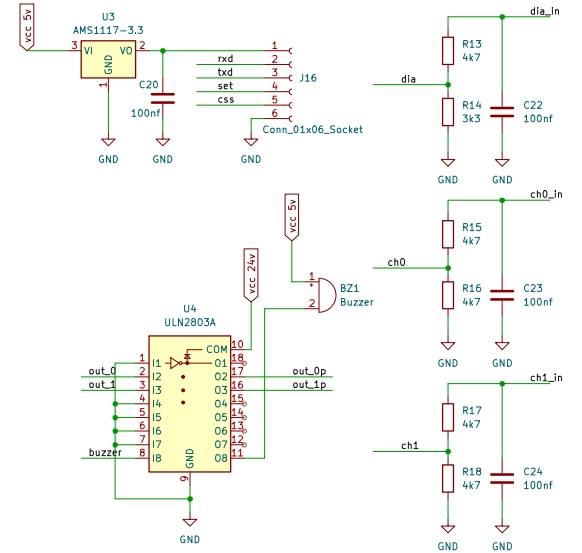 vcc 5v
U3
AMS1117-3.3
3 VI VO 2
GND
1
C20
100nf
GND
GND
1
rxd 2
txd 3
set 4
css 5
6
J16
Conn_01x06_Socket
GND
dia_in
R13
4k7
dia
R14
3k3
C22
100nf
GND
GND
vcc 5v
vcc 24v
1
+
2
BZ1
Buzzer
U4
ULN2803A
COM 10
1 I1 O1 18
out_0 2 I2 O2 17 out_0p
out_1 3 I3 O3 16 out_1p
4 I4 O4 15
5 I5 O5 14
6 I6 O6 13
7 I7 O7 12
buzzer 8 I8 O8 11
GND
9
GND
ch0_in
R15
4k7
ch0
R16
4k7
C23
100nf
GND
GND
ch1_in
R17
4k7
ch1
R18
4k7
C24
100nf
GND
GND